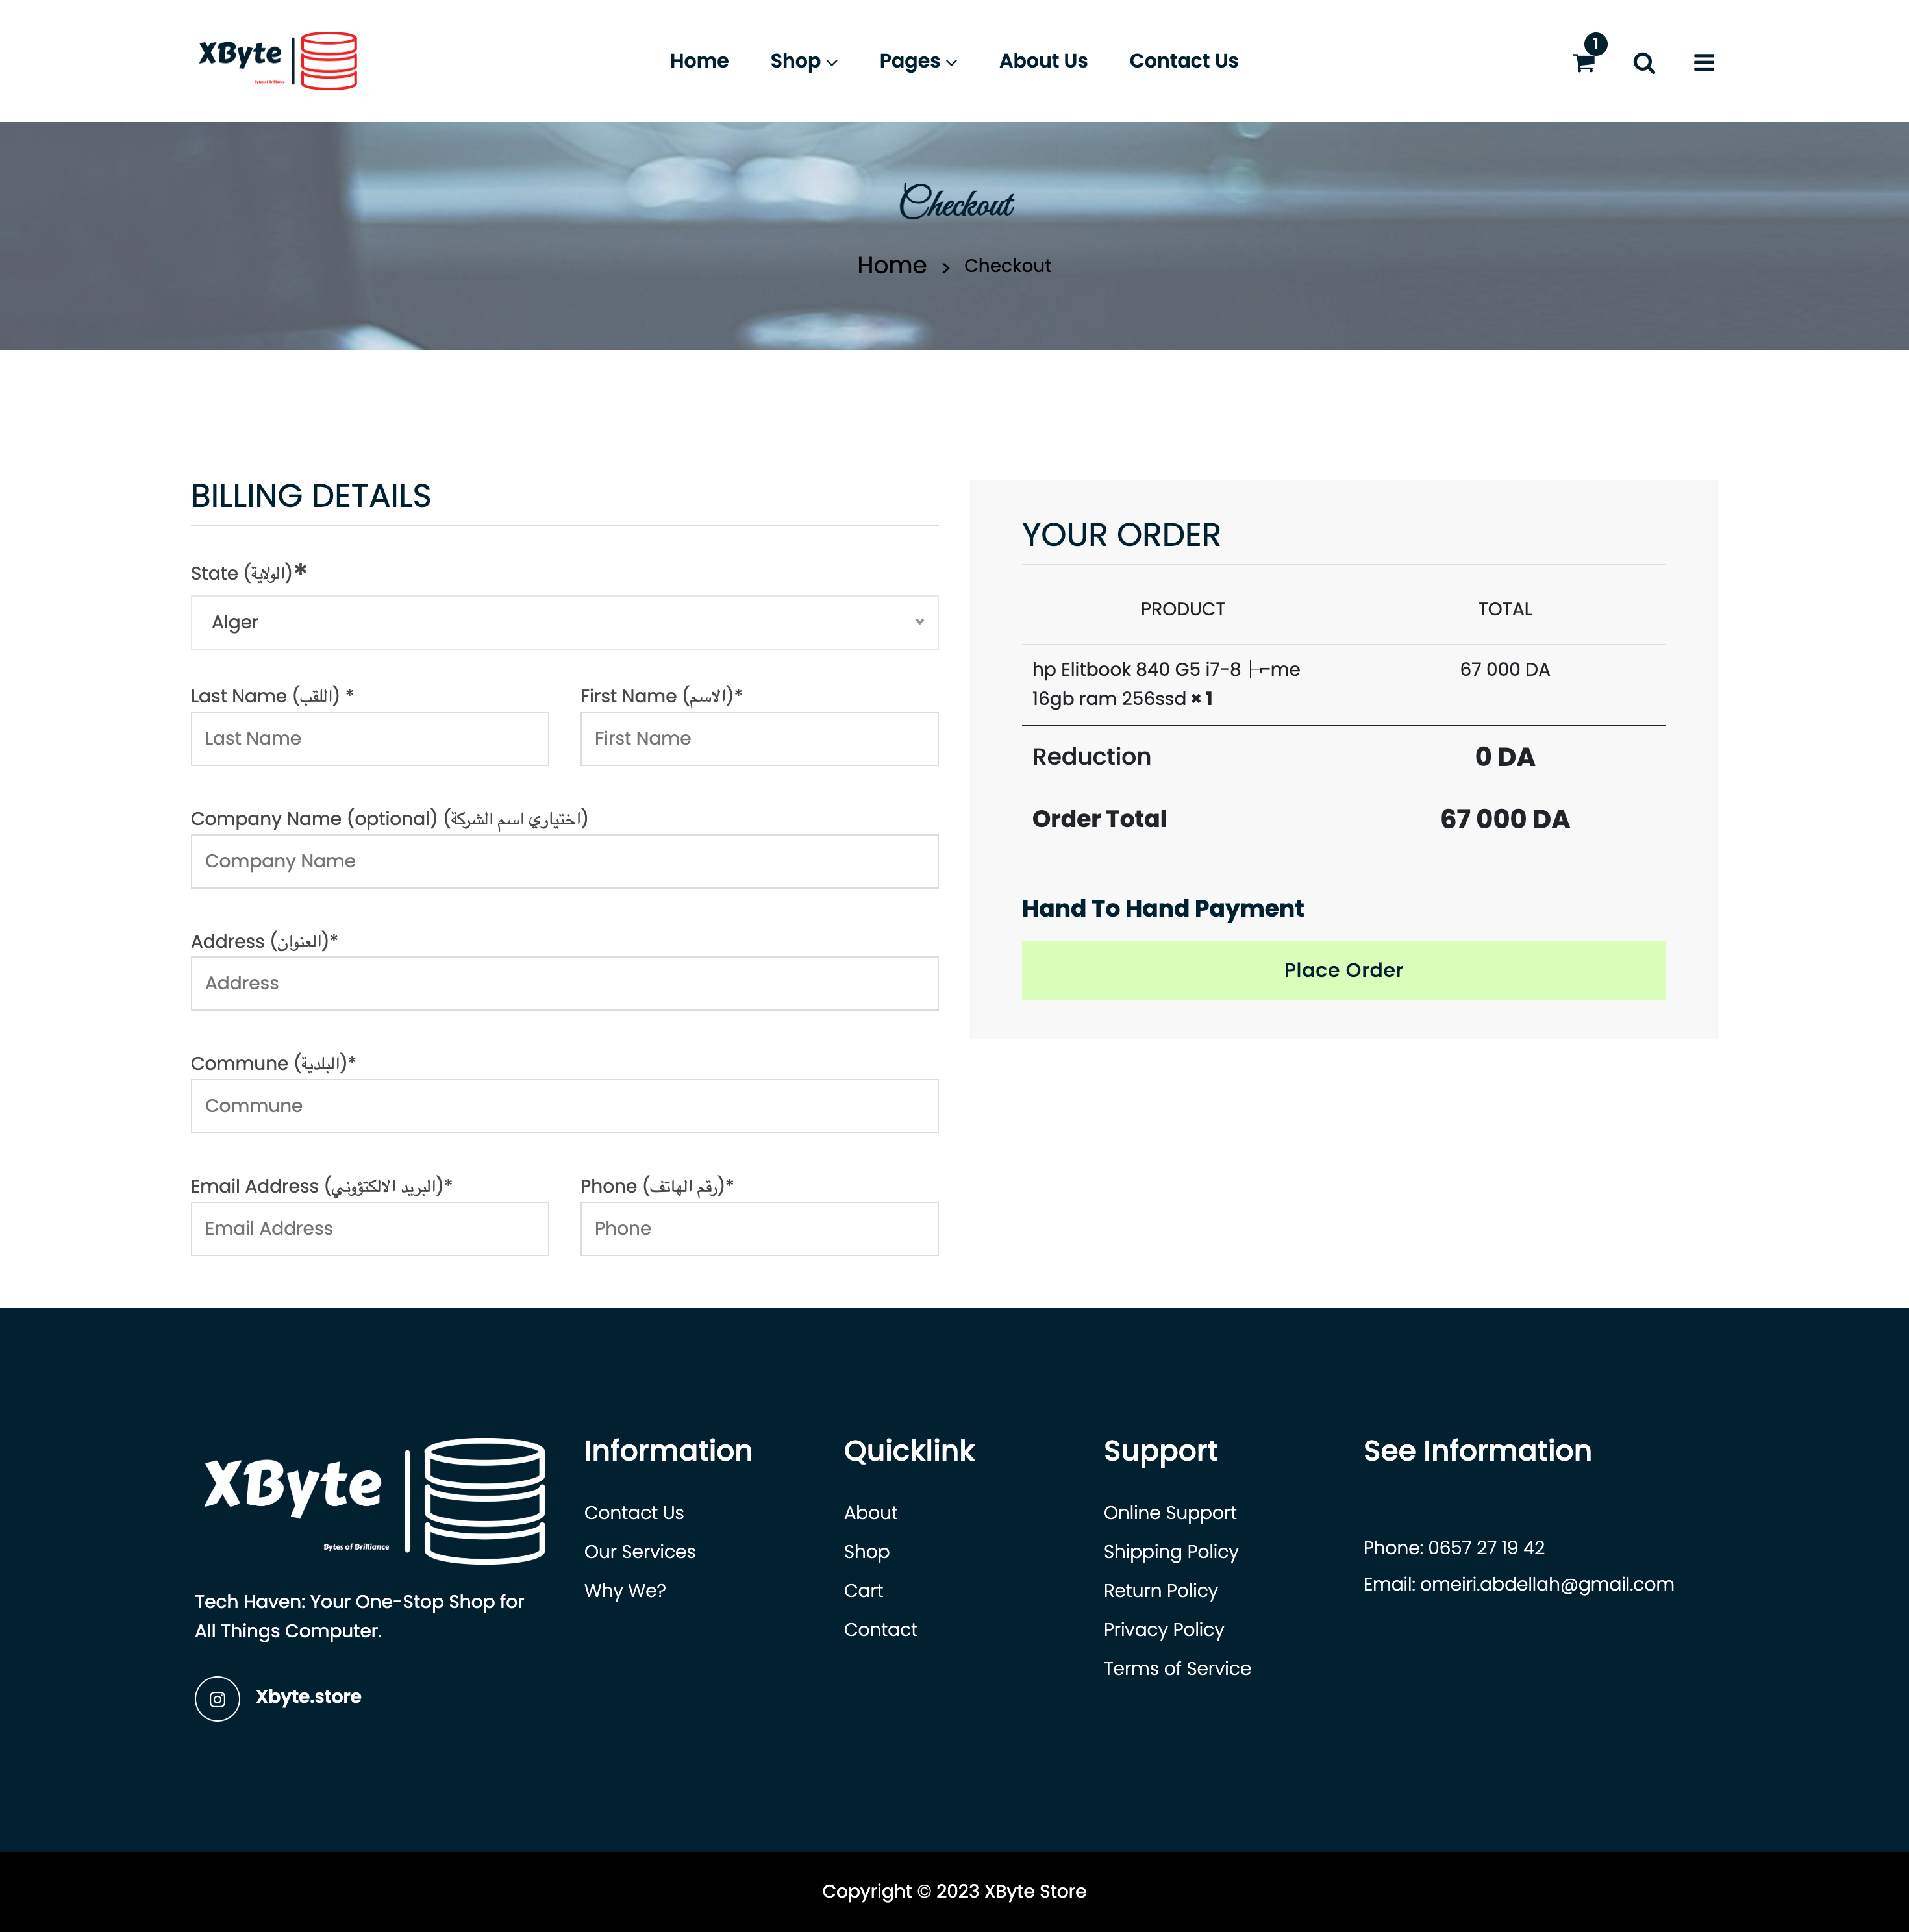 XByte
Bytes of Brilliance
Home
Shop
Pages
About Us
Contact Us
1
Checkout
Home > Checkout
BILLING DETAILS
State (الولاية)*
Alger
Last Name (اللقب) *
First Name (الاسم)*
Last Name
First Name
Company Name (optional) (اختياري اسم الشركة)
Company Name
Address (العنوان)*
Address
Commune (البلدية)*
Commune
Email Address (البريد الالكتؤوني)*
Phone (رقم الهاتف)*
Email Address
Phone
YOUR ORDER
PRODUCT
TOTAL
hp Elitbook 840 G5 i7-8 ├⌐me
16gb ram 256ssd × 1
67 000 DA
Reduction
0 DA
Order Total
67 000 DA
Hand To Hand Payment
Place Order
XByte
Bytes of Brilliance
Tech Haven: Your One-Stop Shop for
All Things Computer.
Xbyte.store
Information
Contact Us
Our Services
Why We?
Quicklink
About
Shop
Cart
Contact
Support
Online Support
Shipping Policy
Return Policy
Privacy Policy
Terms of Service
See Information
Phone: 0657 27 19 42
Email: omeiri.abdellah@gmail.com
Copyright © 2023 XByte Store